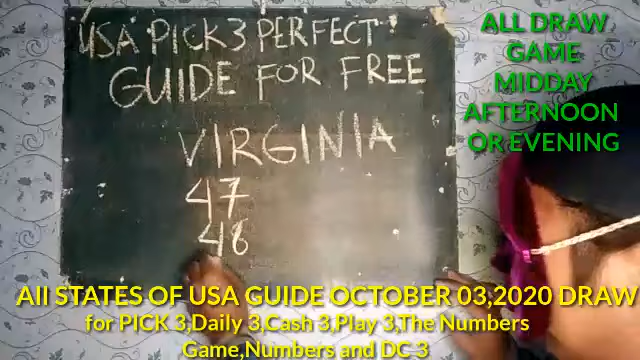 USA PICK3 PERFECT
GUIDE FOR FREE
VIRGINIA
47
46
ALL DRAW
GAME
MIDDAY
AFTERNOON
OR EVENING
All STATES OF USA GUIDE OCTOBER 03,2020 DRAW
for PICK 3,Daily 3,Cash 3,Play 3,The Numbers
Game,Numbers and DC 3